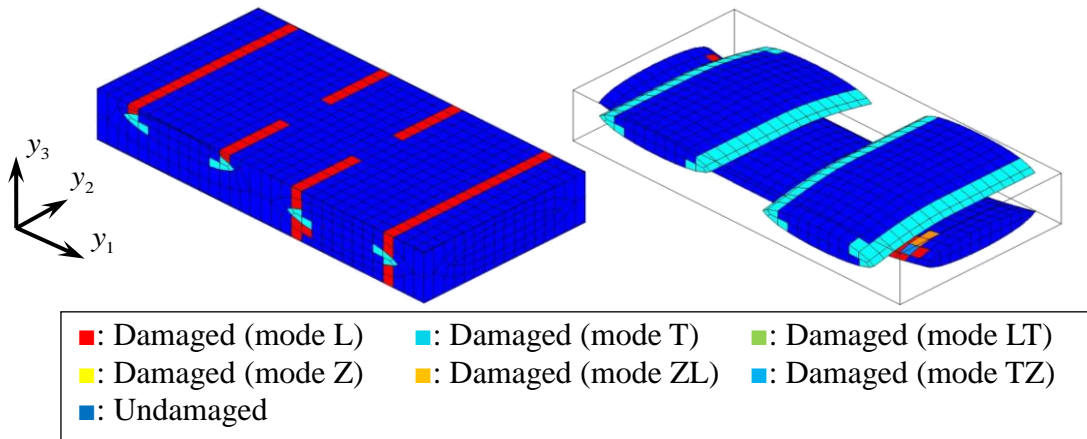 y3
y2
y1
■: Damaged (mode L) ■: Damaged (mode T) ■: Damaged (mode LT)
■: Damaged (mode Z) ■: Damaged (mode ZL) ■: Damaged (mode TZ)
■: Undamaged